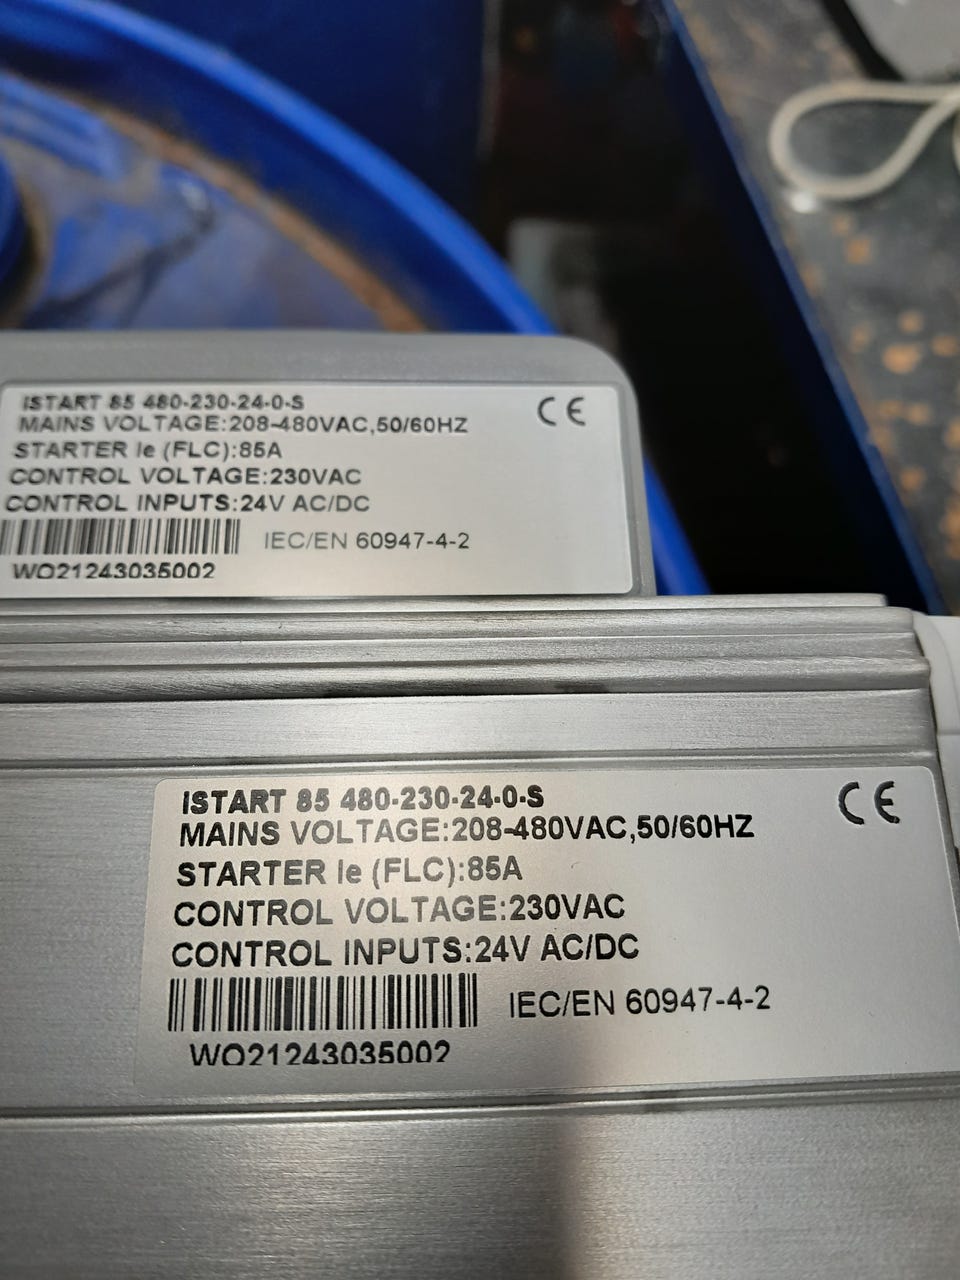 ISTART 85 480-230-24-0-S
CE
MAINS VOLTAGE:208-480VAC,50/60HZ
STARTER Ie (FLC):85A
CONTROL VOLTAGE:230VAC
CONTROL INPUTS:24V AC/DC
IEC/EN 60947-4-2
WO21243035002
ISTART 85 480-230-24-0-S
CE
MAINS VOLTAGE:208-480VAC,50/60HZ
STARTER Ie (FLC):85A
CONTROL VOLTAGE:230VAC
CONTROL INPUTS:24V AC/DC
IEC/EN 60947-4-2
WO21243035002